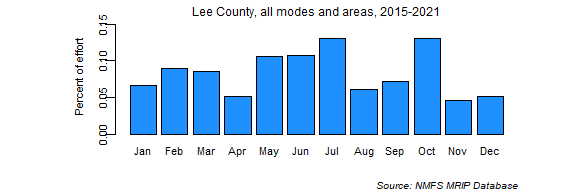 Lee County, all modes and areas, 2015-2021
Percent of effort
0.15
0.10
0.05
0.00
Jan Feb Mar Apr May Jun Jul Aug Sep Oct Nov Dec
Source: NMFS MRIP Database